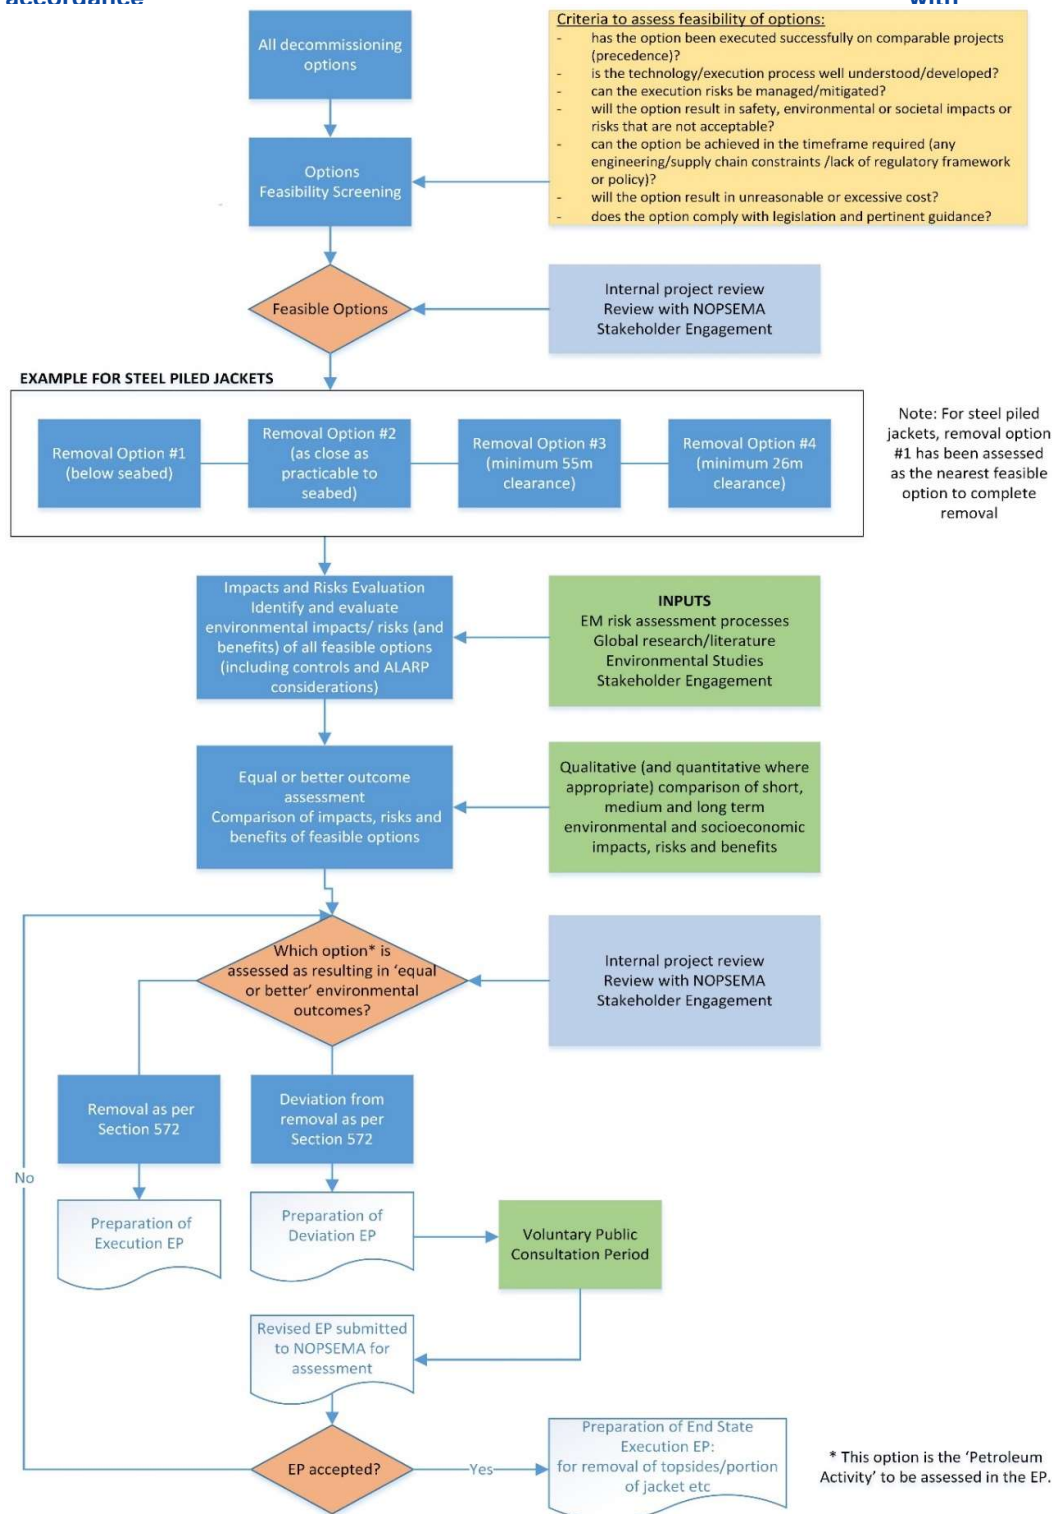 accordance with
All decommissioning
options
Criteria to assess feasibility of options:
- has the option been executed successfully on comparable projects
(precedence)?
- is the technology/execution process well understood/developed?
- can the execution risks be managed/mitigated?
- will the option result in safety, environmental or societal impacts or
risks that are not acceptable?
- can the option be achieved in the timeframe required (any
engineering/supply chain constraints /lack of regulatory framework
or policy)?
- will the option result in unreasonable or excessive cost?
- does the option comply with legislation and pertinent guidance?
Options
Feasibility Screening
Feasible Options
Internal project review
Review with NOPSEMA
Stakeholder Engagement
EXAMPLE FOR STEEL PILED JACKETS
Removal Option #1
(below seabed)
Removal Option #2
(as close as
practicable to
seabed)
Removal Option #3
(minimum 55m
clearance)
Removal Option #4
(minimum 26m
clearance)
Note: For steel piled
jackets, removal option
#1 has been assessed
as the nearest feasible
option to complete
removal
Impacts and Risks Evaluation
Identify and evaluate
environmental impacts/ risks (and
benefits) of all feasible options
(including controls and ALARP
considerations)
INPUTS
EM risk assessment processes
Global research/literature
Environmental Studies
Stakeholder Engagement
Equal or better outcome
assessment
Comparison of impacts, risks and
benefits of feasible options
Qualitative (and quantitative where
appropriate) comparison of short,
medium and long term
environmental and socioeconomic
impacts, risks and benefits
Which option* is
assessed as resulting in ‘equal
or better’ environmental
outcomes?
Internal project review
Review with NOPSEMA
Stakeholder Engagement
Removal as per
Section 572
Deviation from
removal as per
Section 572
No
Preparation of
Execution EP
Preparation of
Deviation EP
Voluntary Public
Consultation Period
Revised EP submitted
to NOPSEMA for
assessment
EP accepted?
Yes
Preparation of End State
Execution EP:
for removal of topsides/portion
of jacket etc
* This option is the ‘Petroleum
Activity’ to be assessed in the EP.